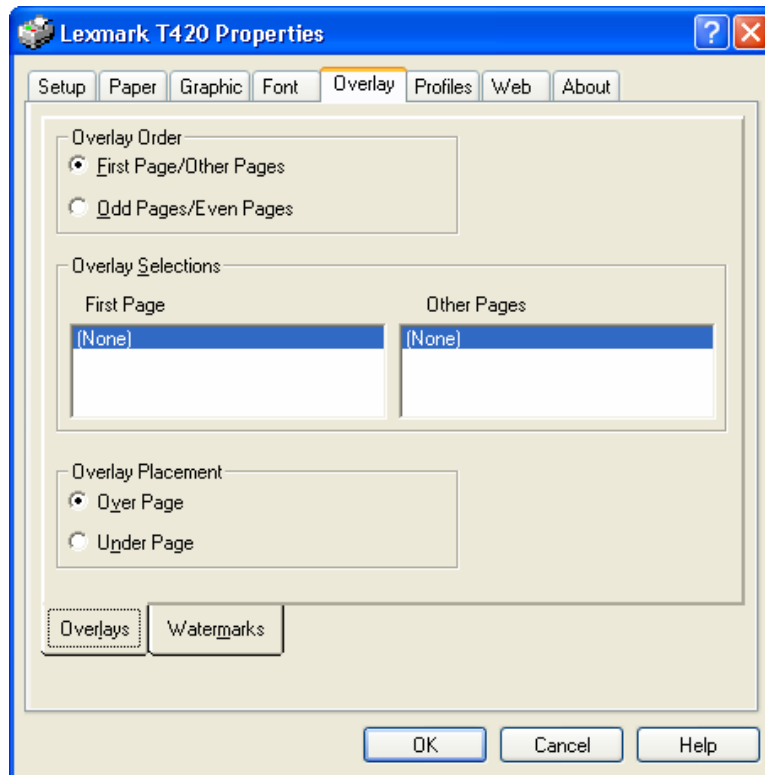 Lexmark T420 Properties
Setup Paper Graphic Font Overlay Profiles Web About
Overlay Order
First Page/Other Pages
Odd Pages/Even Pages
Overlay Selections
First Page Other Pages
(None) (None)
Overlay Placement
Over Page
Under Page
Overlays Watermarks
OK Cancel Help